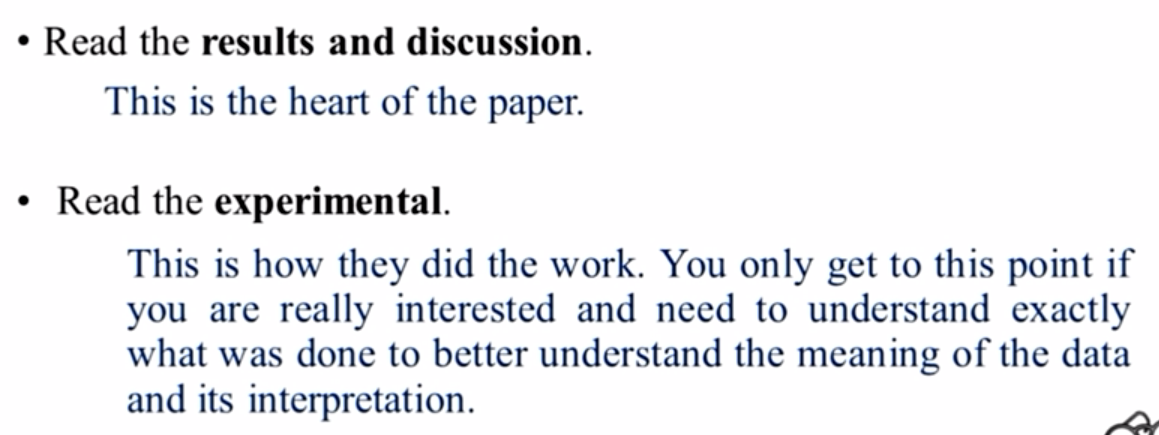 • Read the results and discussion.
This is the heart of the paper.
• Read the experimental.
This is how they did the work. You only get to this point if
you are really interested and need to understand exactly
what was done to better understand the meaning of the data
and its interpretation.